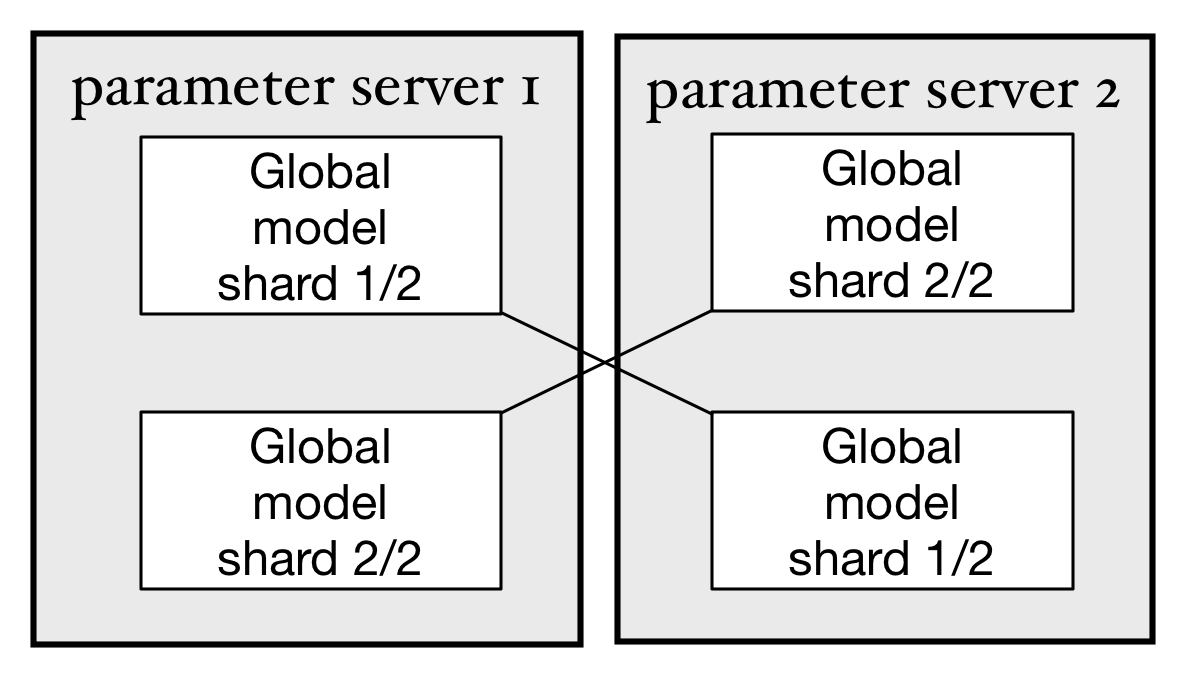 parameter server 1
Global
model
shard 1/2
Global
model
shard 2/2
parameter server 2
Global
model
shard 2/2
Global
model
shard 1/2